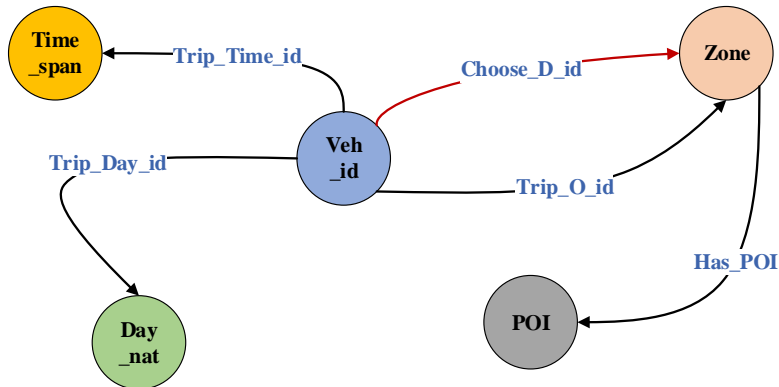 Time
_span
Trip_Time_id
Choose_D_id
Zone
Veh
_id
Trip_Day_id
Trip_O_id
Has_POI
Day
_nat
POI